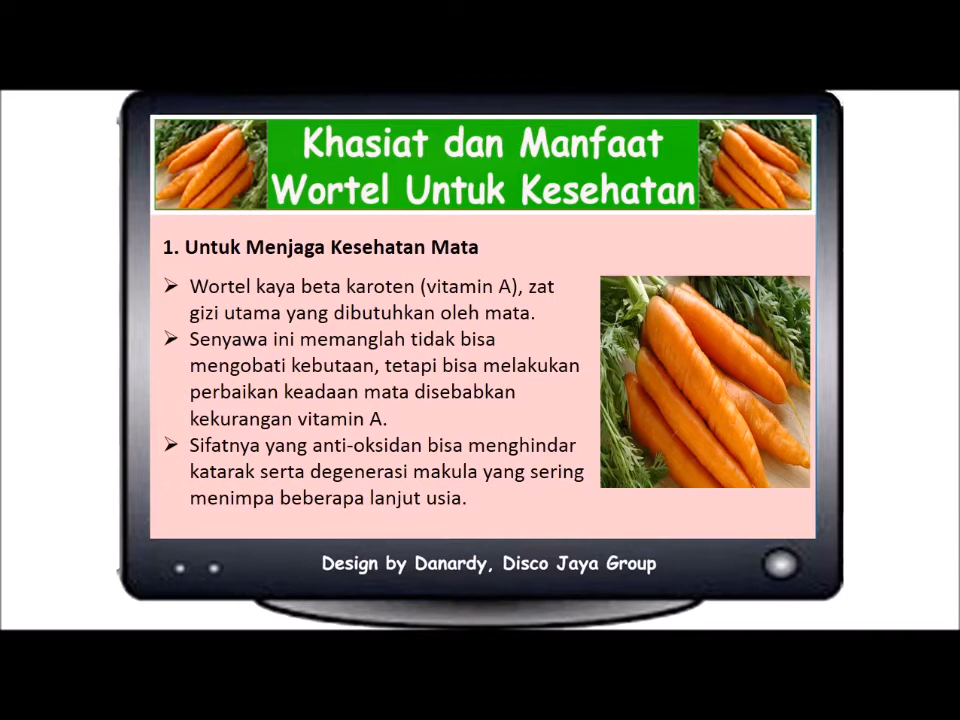 Khasiat dan Manfaat
Wortel Untuk Kesehatan
1. Untuk Menjaga Kesehatan Mata
➢ Wortel kaya beta karoten (vitamin A), zat
gizi utama yang dibutuhkan oleh mata.
➢ Senyawa ini memanglah tidak bisa
mengobati kebutaan, tetapi bisa melakukan
perbaikan keadaan mata disebabkan
kekurangan vitamin A.
➢ Sifatnya yang anti-oksidan bisa menghindar
katarak serta degenerasi makula yang sering
menimpa beberapa lanjut usia.
Design by Danardy, Disco Jaya Group